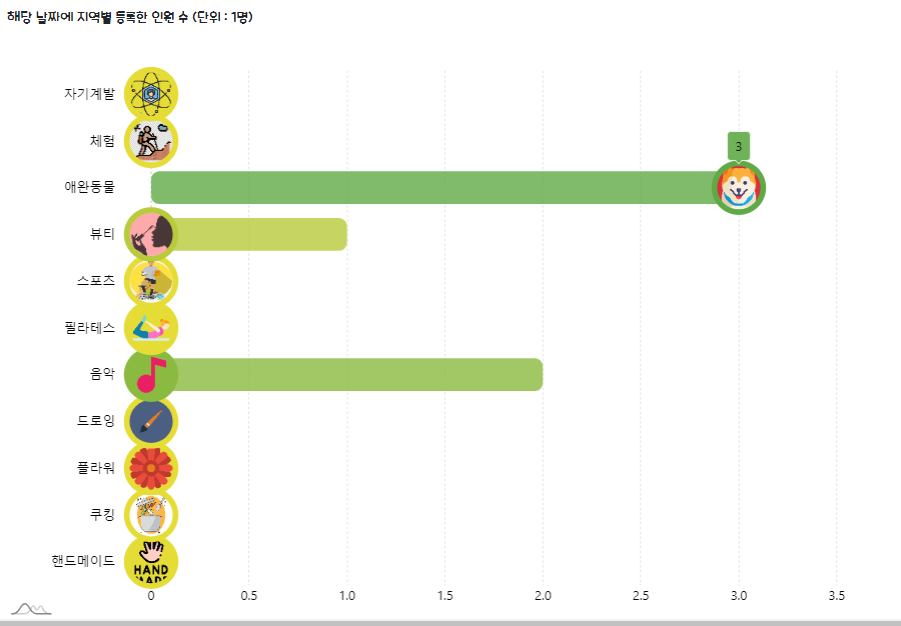 해당 날짜에 지역별 등록한 인원 수 (단위 : 1명)
자기계발
체험
3
애완동물
뷰티
스포츠
필라테스
음악
드로잉
플라워
쿠킹
핸드메이드
HAND
MADE
0 0.5 1.0 1.5 2.0 2.5 3.0 3.5